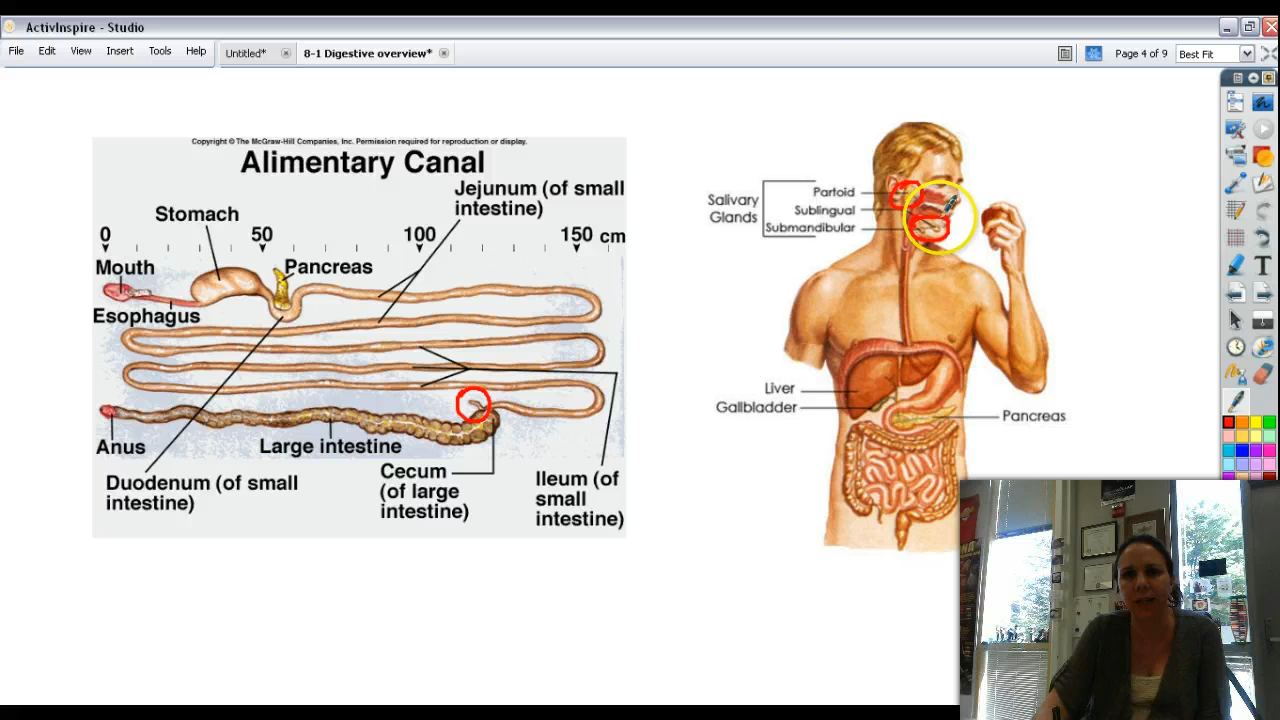 ActivInspire - Studio
File Edit View Insert Tools Help
Untitled*
8-1 Digestive overview*
Page 4 of 9
Best Fit
Copyright © The McGraw-Hill Companies, Inc. Permission required for reproduction or display.
Alimentary Canal
Jejunum (of small
intestine)
Stomach
0 50 100 150 cm
Mouth
Pancreas
Esophagus
Anus
Large intestine
Duodenum (of small
intestine)
Cecum
(of large
intestine)
Ileum (of
small
intestine)
Salivary
Glands
Partoid
Sublingual
Submandibular
Liver
Gallbladder
Pancreas